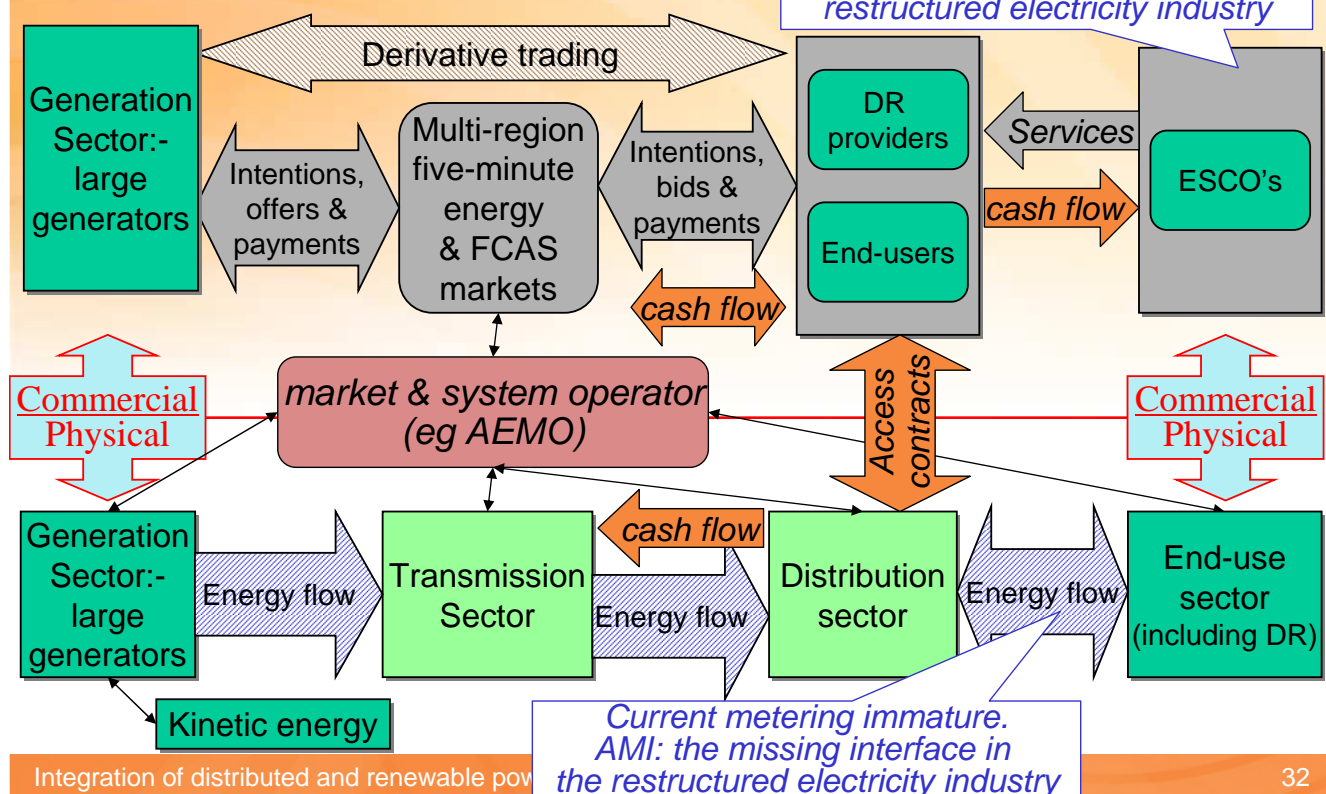 restructured electricity industry
Derivative trading
Generation
Sector:-
large
generators
Intentions,
offers &
payments
Multi-region
five-minute
energy
& FCAS
markets
Intentions,
bids &
payments
cash flow
DR
providers
End-users
Services
cash flow
ESCO's
Commercial
Physical
market & system operator
(eg AEMO)
Access
contracts
Commercial
Physical
Generation
Sector:-
large
generators
Energy flow
Transmission
Sector
cash flow
Energy flow
Distribution
sector
Energy flow
End-use
sector
(including DR)
Kinetic energy
Current metering immature.
AMI: the missing interface in
the restructured electricity industry
Integration of distributed and renewable pow
32